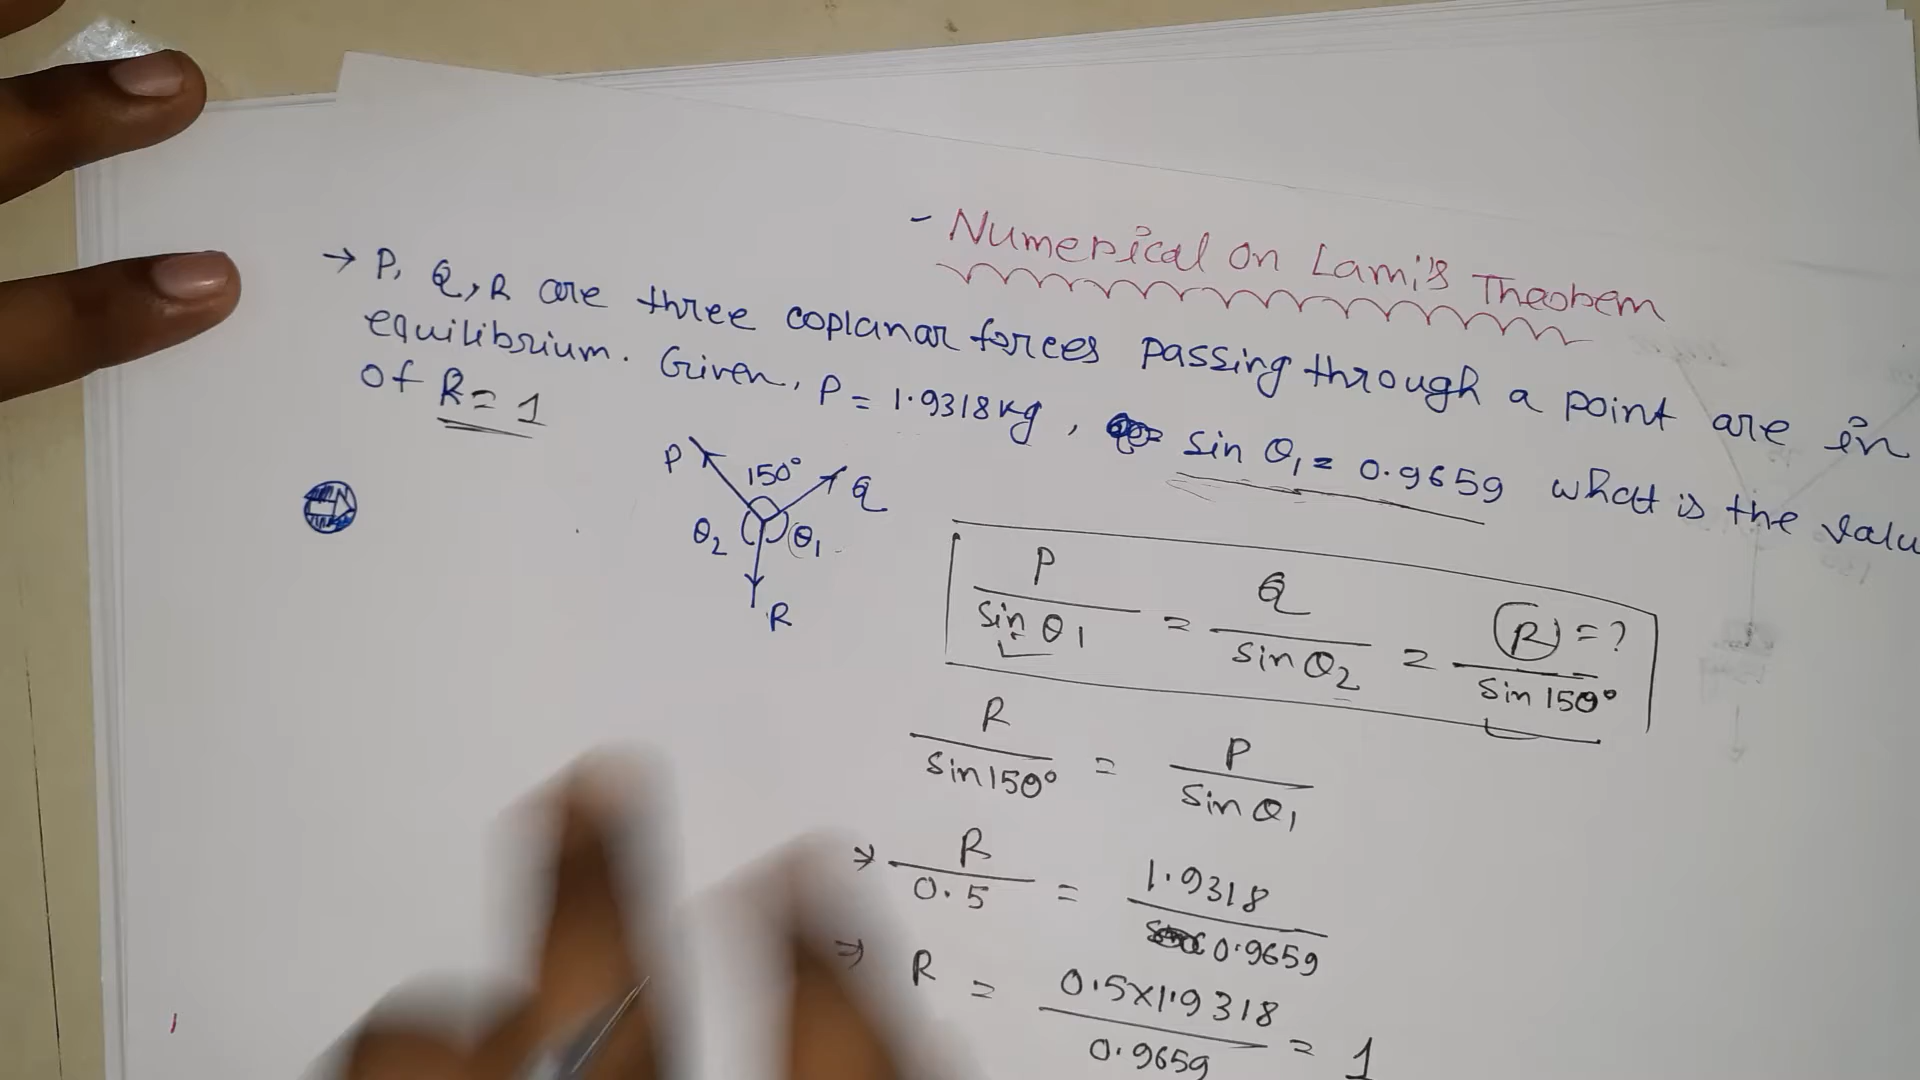 - Numerical on Lami's Theorem
→ P, Q, R are three coplanar forces passing through a point are in
equilibrium. Given, P = 1.9318 kg, sin θ1 = 0.9659 what is the valu
of R = 1
P 150° Q
θ2 θ1
R
P / sin θ1 = Q / sin θ2 = R / sin 150° = ?
R / sin 150° = P / sin θ1
⇒ R / 0.5 = 1.9318 / 0.9659
⇒ R = 0.5×1.9318 / 0.9659 = 1